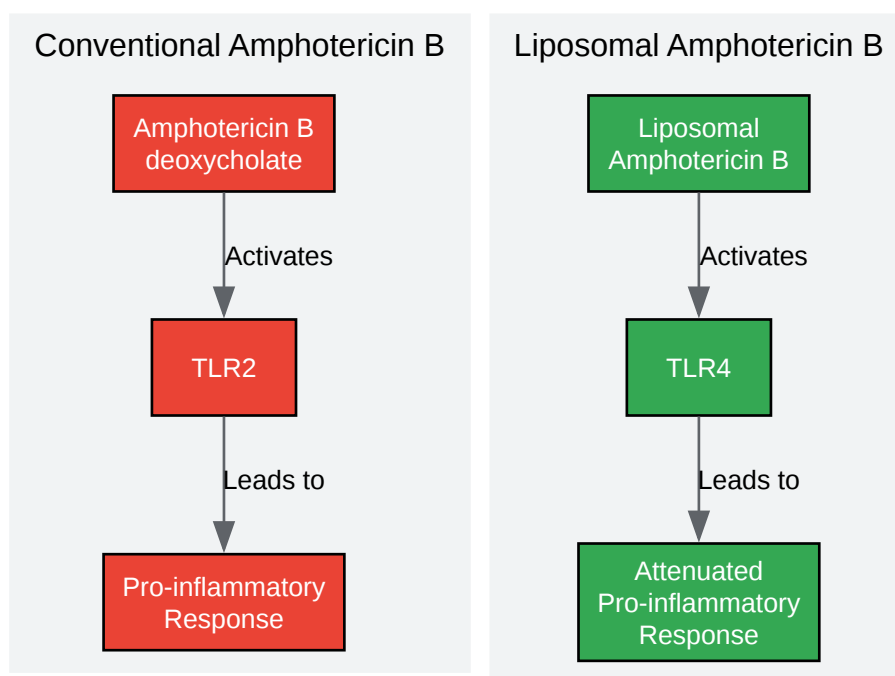 Conventional Amphotericin B
Amphotericin B
deoxycholate
Activates
TLR2
Leads to
Pro-inflammatory
Response
Liposomal Amphotericin B
Liposomal
Amphotericin B
Activates
TLR4
Leads to
Attenuated
Pro-inflammatory
Response